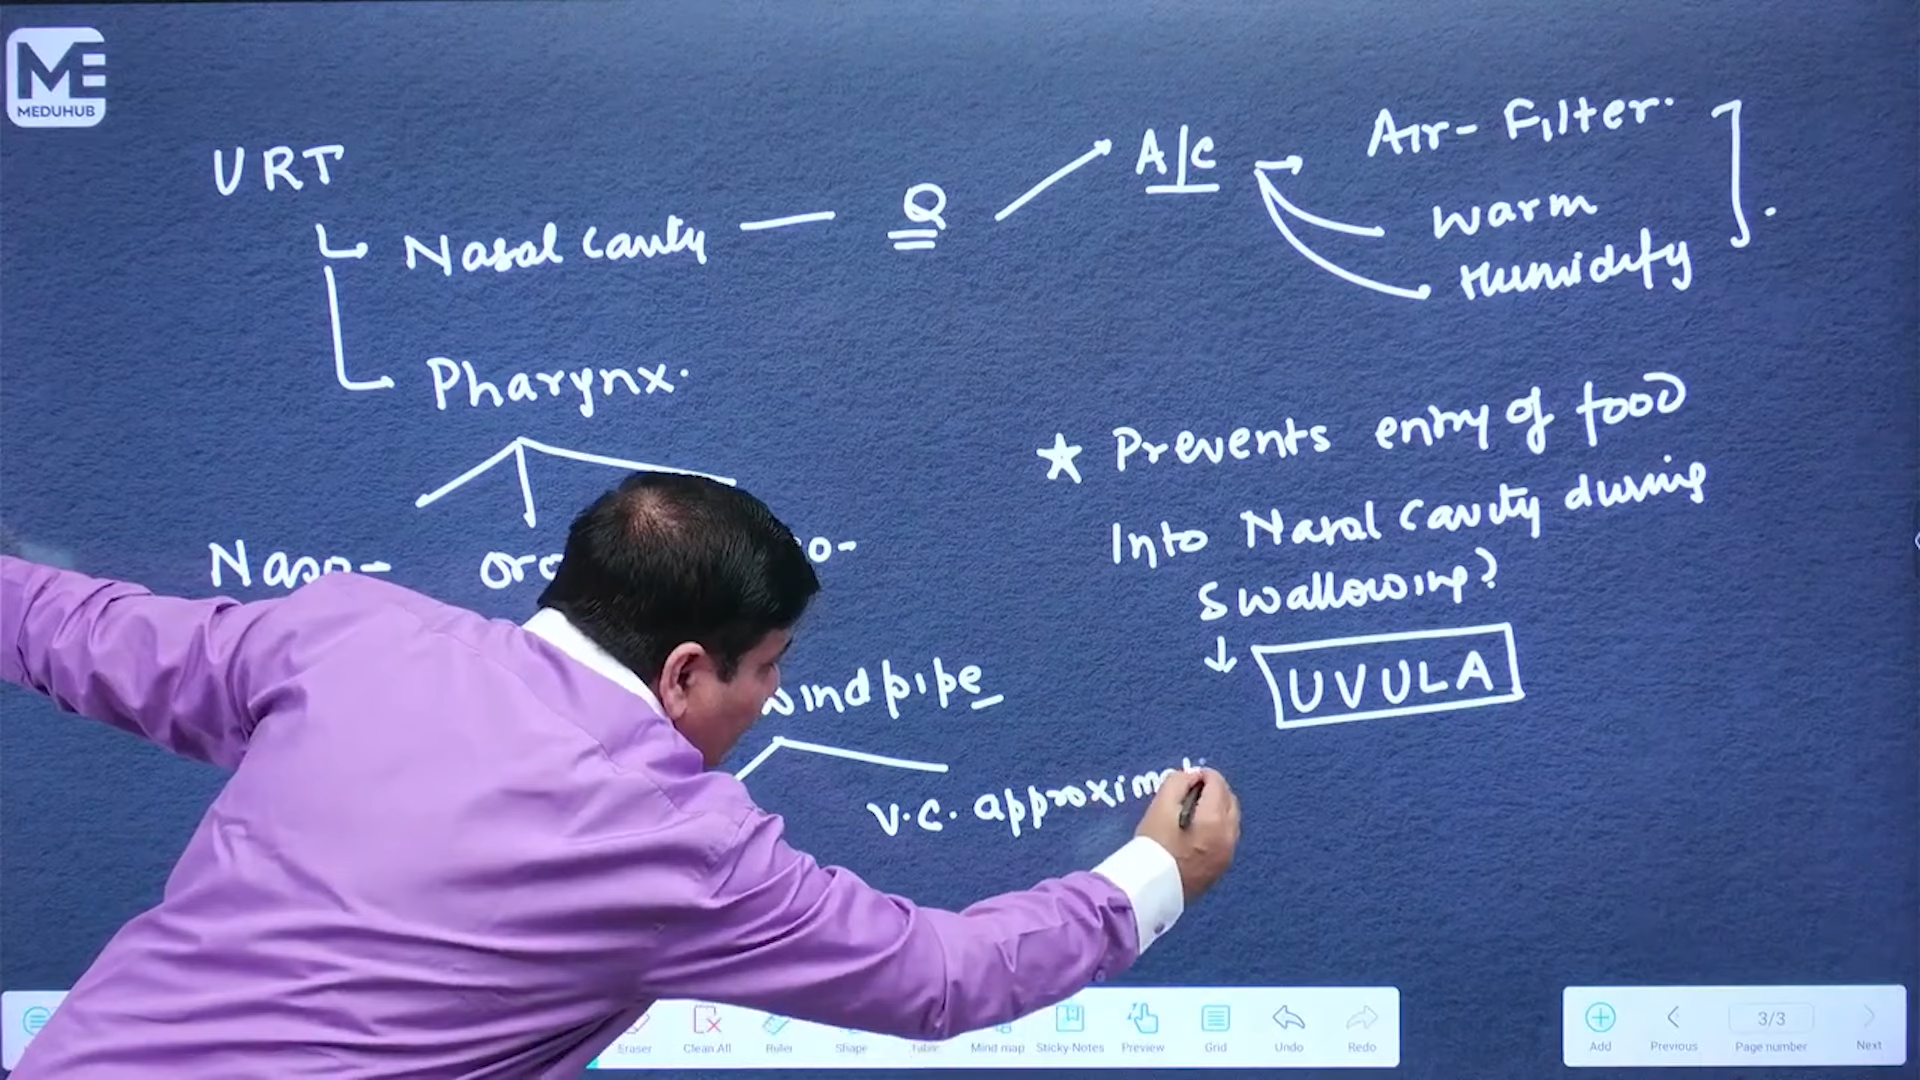 ME
MEDUHUB
URT
Nasal cavity
Q
A/C
Air-Filter.
Warm
Humidify
Pharynx.
Naso-
★ Prevents entry of food
Into Nasal cavity during
Swallowing?
↓ UVULA
windpipe
V.C. approximat
Eraser Clean All Ruler Shape Table Mind map Sticky Notes Preview Grid Undo Redo
Add Previous 3/3 Page number Next